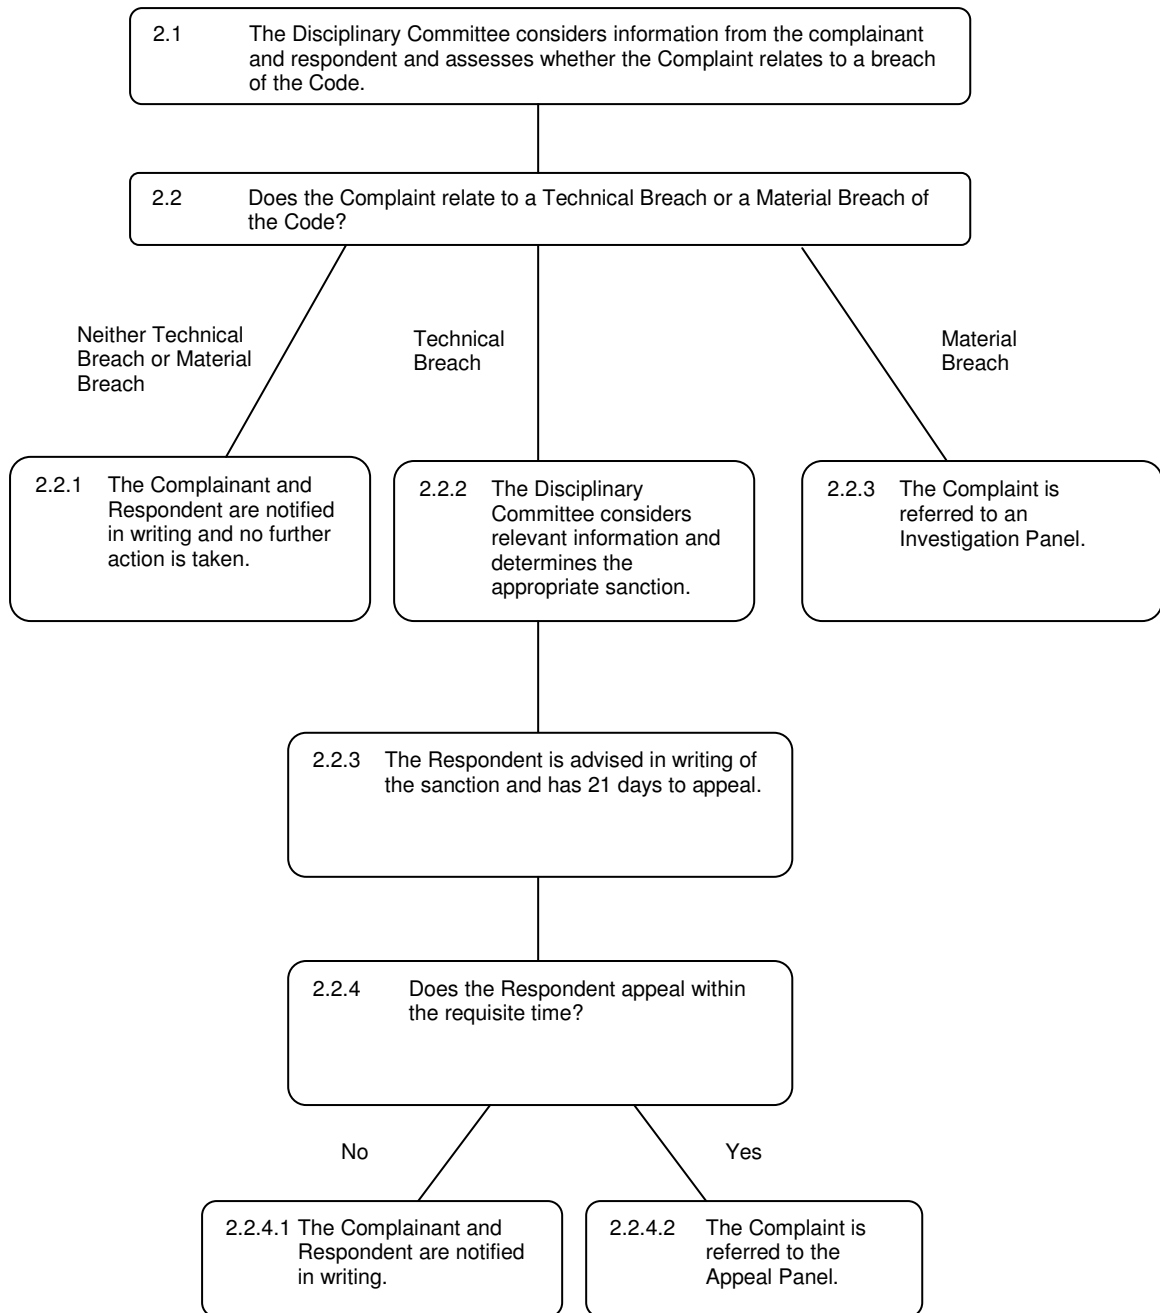 2.1 The Disciplinary Committee considers information from the complainant
and respondent and assesses whether the Complaint relates to a breach
of the Code.
2.2 Does the Complaint relate to a Technical Breach or a Material Breach of
the Code?
Neither Technical
Breach or Material
Breach
Technical
Breach
Material
Breach
2.2.1 The Complainant and
Respondent are notified
in writing and no further
action is taken.
2.2.2 The Disciplinary
Committee considers
relevant information and
determines the
appropriate sanction.
2.2.3 The Complaint is
referred to an
Investigation Panel.
2.2.3 The Respondent is advised in writing of
the sanction and has 21 days to appeal.
2.2.4 Does the Respondent appeal within
the requisite time?
No
Yes
2.2.4.1 The Complainant and
Respondent are notified
in writing.
2.2.4.2 The Complaint is
referred to the
Appeal Panel.